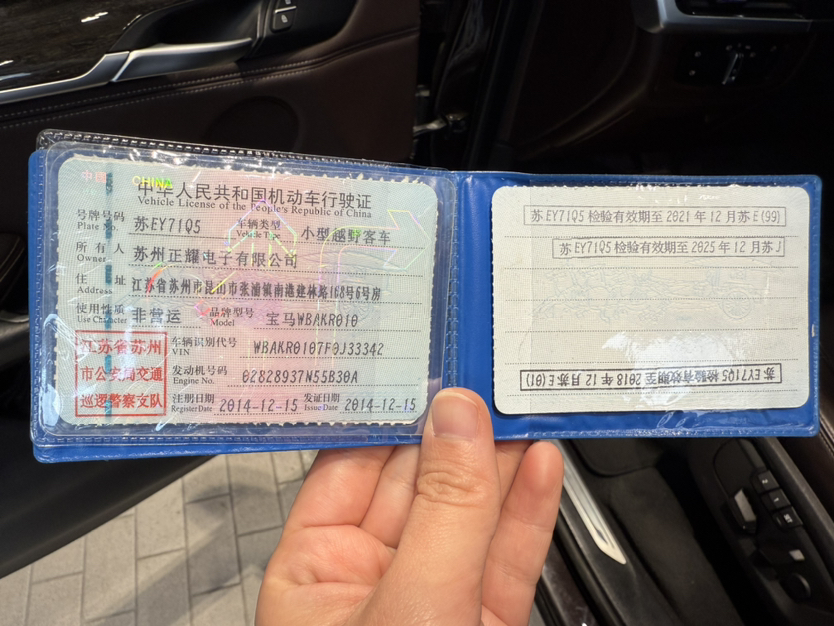 中国 CHINA
中华人民共和国机动车行驶证
Vehicle License of the People's Republic of China
号牌号码 苏EY71Q5 车辆类型 小型越野客车
Plate No. Vehicle Type
所有人 苏州正耀电子有限公司
Owner
住址 江苏省苏州市昆山市张浦镇南港建林路168号6号房
Address
使用性质 非营运 品牌型号 宝马WBAKR010
Use Character Model
江苏省苏州
市公安局交通
巡逻警察支队
车辆识别代号 WBAKR0107F0J33342
VIN
发动机号码 02828937N55B30A
Engine No.
注册日期 2014-12-15 发证日期 2014-12-15
Register Date Issue Date
苏EY71Q5 检验有效期至 2021 年 12 月苏 E(99)
苏EY71Q5 检验有效期至 2025 年 12 月苏 J
苏EY71Q5 检验有效期至 2018 年 12 月苏 E(01)